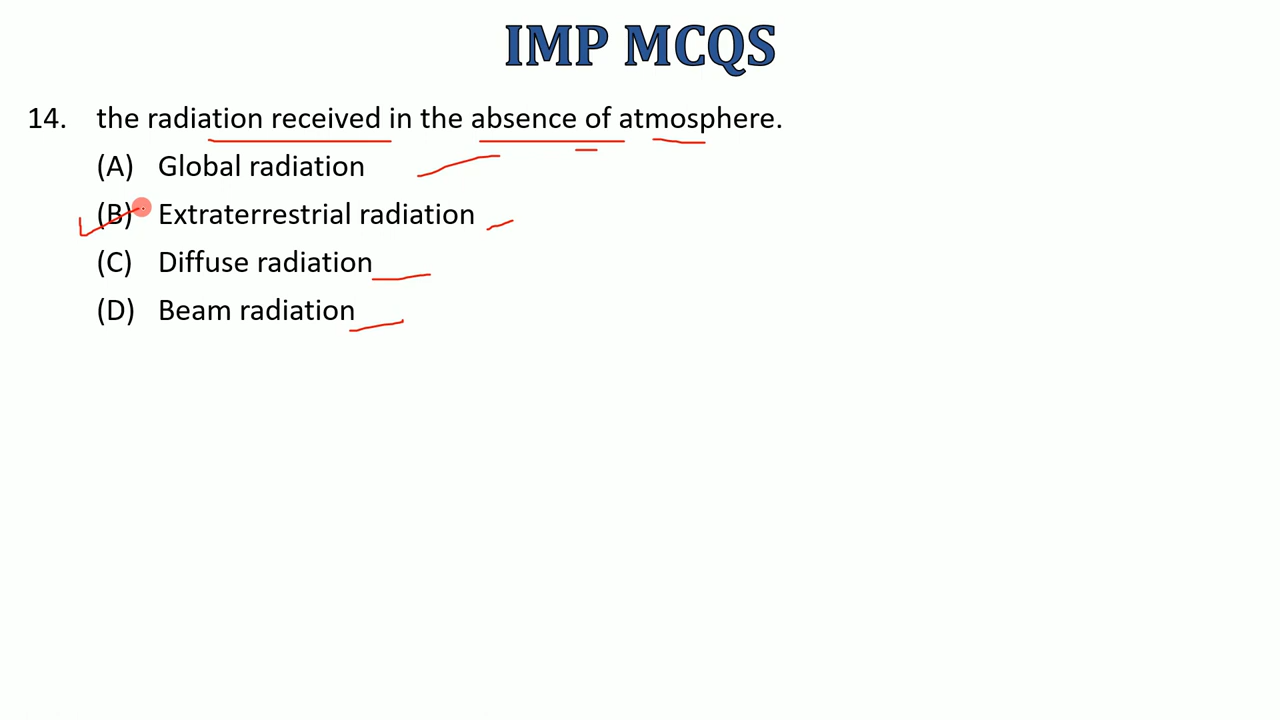 IMP MCQS
14. the radiation received in the absence of atmosphere.
(A) Global radiation
(B) Extraterrestrial radiation
(C) Diffuse radiation
(D) Beam radiation